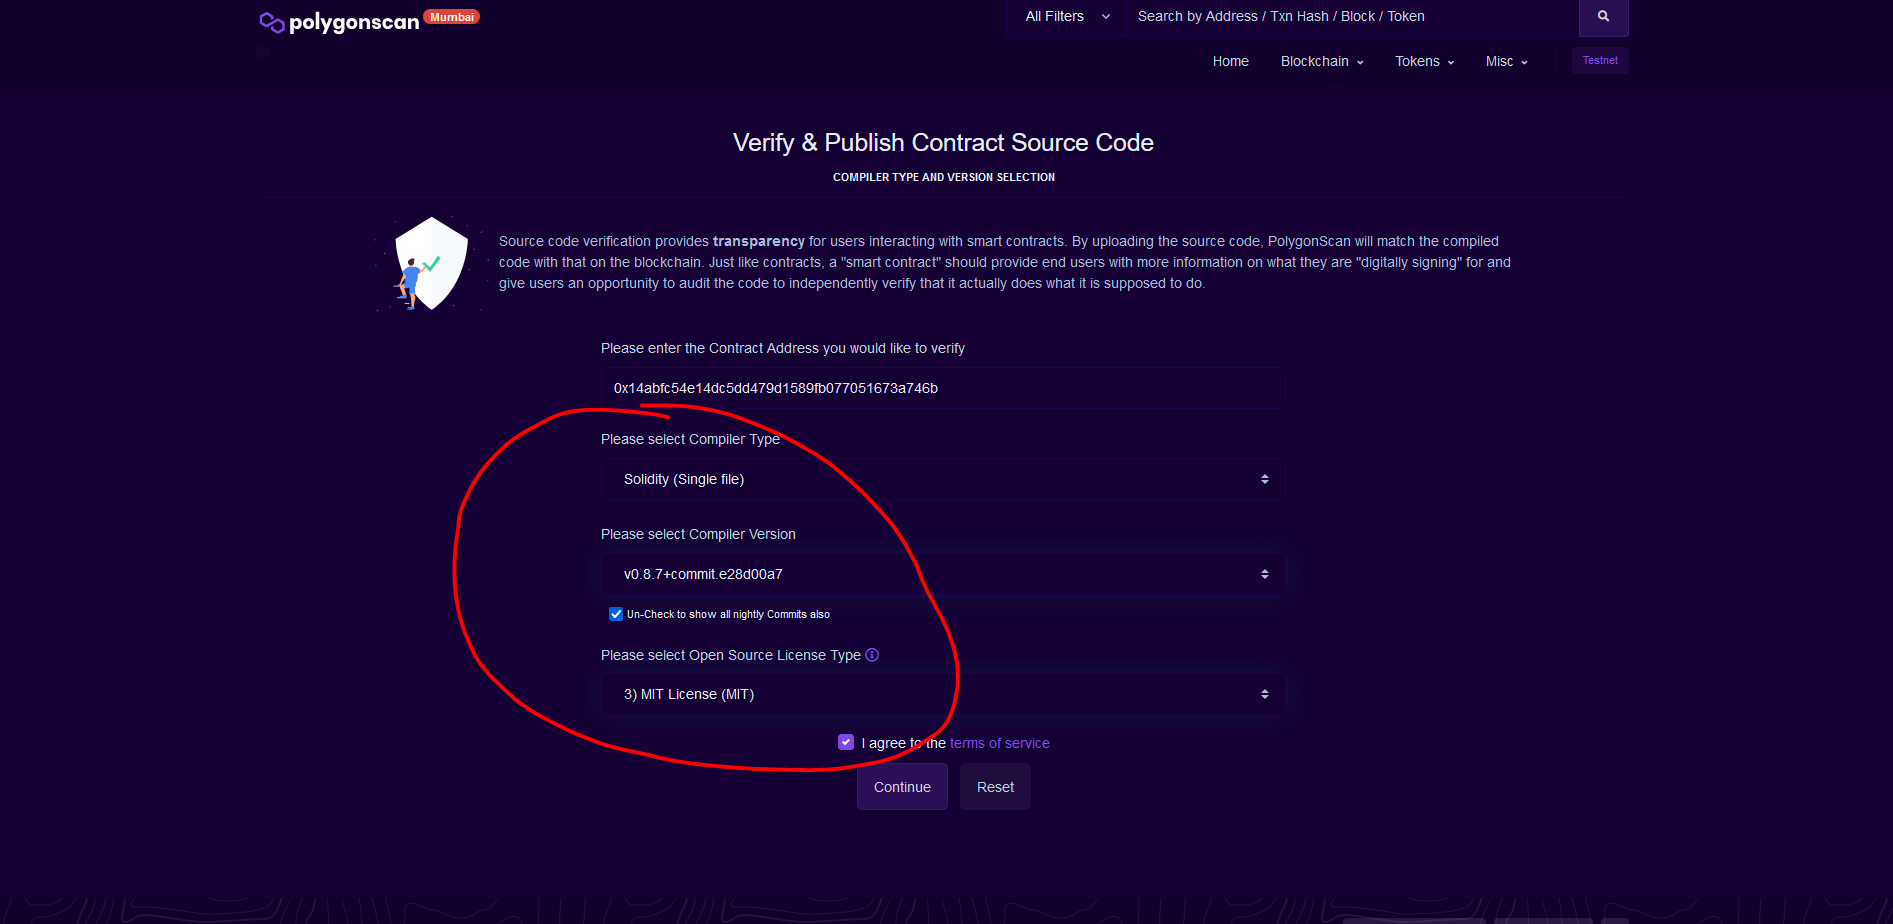 polygonscan Mumbai
All Filters
Search by Address / Txn Hash / Block / Token
Home Blockchain Tokens Misc Testnet
Verify & Publish Contract Source Code
COMPILER TYPE AND VERSION SELECTION
Source code verification provides transparency for users interacting with smart contracts. By uploading the source code, PolygonScan will match the compiled
code with that on the blockchain. Just like contracts, a "smart contract" should provide end users with more information on what they are "digitally signing" for and
give users an opportunity to audit the code to independently verify that it actually does what it is supposed to do.
Please enter the Contract Address you would like to verify
0x14abfc54e14dc5dd479d1589fb077051673a746b
Please select Compiler Type
Solidity (Single file)
Please select Compiler Version
v0.8.7+commit.e28d00a7
Un-Check to show all nightly Commits also
Please select Open Source License Type
3) MIT License (MIT)
I agree to the terms of service
Continue Reset